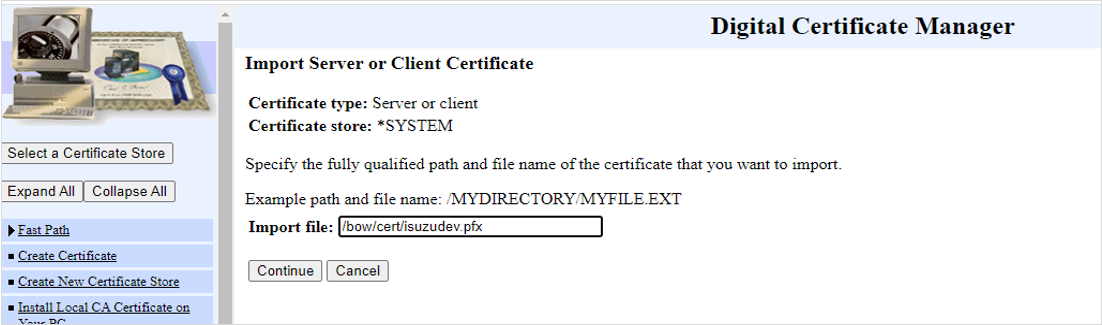 Digital Certificate Manager
Select a Certificate Store
Expand All Collapse All
Fast Path
Create Certificate
Create New Certificate Store
Install Local CA Certificate on
Your PC
Import Server or Client Certificate
Certificate type: Server or client
Certificate store: *SYSTEM
Specify the fully qualified path and file name of the certificate that you want to import.
Example path and file name: /MYDIRECTORY/MYFILE.EXT
Import file: /bow/cert/isuzudev.pfx
Continue Cancel